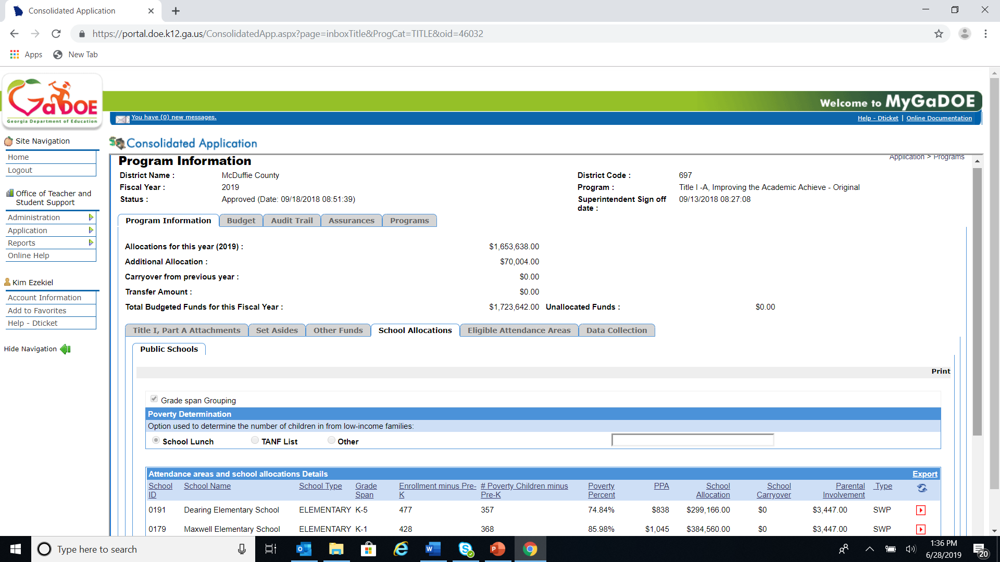 Consolidated Application
https://portal.doe.k12.ga.us/ConsolidatedApp.aspx?page=inboxTitle&ProgCat=TITLE&oid=46032
Apps New Tab
GaDOE
Georgia Department of Education
Welcome to MyGaDOE
You have (0) new messages.
Help - Dticket | Online Documentation
Site Navigation
Home
Logout
Office of Teacher and
Student Support
Administration
Application
Reports
Online Help
Kim Ezekiel
Account Information
Add to Favorites
Help - Dticket
Hide Navigation
Consolidated Application
Application > Programs
Program Information
District Name : McDuffie County District Code : 697
Fiscal Year : 2019 Program : Title I -A, Improving the Academic Achieve - Original
Status : Approved (Date: 09/18/2018 08:51:39) Superintendent Sign off 09/13/2018 08:27:08
date :
Program Information Budget Audit Trail Assurances Programs
Allocations for this year (2019) : $1,653,638.00
Additional Allocation : $70,004.00
Carryover from previous year : $0.00
Transfer Amount : $0.00
Total Budgeted Funds for this Fiscal Year : $1,723,642.00 Unallocated Funds : $0.00
Title I, Part A Attachments Set Asides Other Funds School Allocations Eligible Attendance Areas Data Collection
Public Schools
Print
Grade span Grouping
Poverty Determination
Option used to determine the number of children in from low-income families:
School Lunch TANF List Other
Attendance areas and school allocations Details Export
School School Name School Type Grade Enrollment minus Pre- # Poverty Children minus Poverty PPA School School Parental Type
ID Span K Pre-K Percent Allocation Carryover Involvement
0191 Dearing Elementary School ELEMENTARY K-5 477 357 74.84% $838 $299,166.00 $0 $3,447.00 SWP
0179 Maxwell Elementary School ELEMENTARY K-1 428 368 85.98% $1,045 $384,560.00 $0 $3,447.00 SWP
Type here to search
1:36 PM
6/28/2019
20